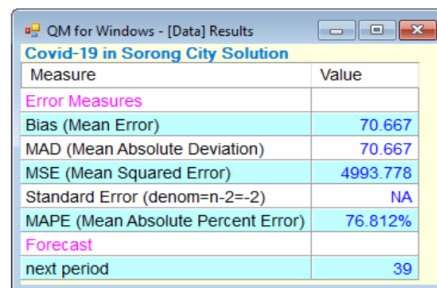 QM for Windows - [Data] Results
Covid-19 in Sorong City Solution
Measure Value
Error Measures
Bias (Mean Error) 70.667
MAD (Mean Absolute Deviation) 70.667
MSE (Mean Squared Error) 4993.778
Standard Error (denom=n-2=-2) NA
MAPE (Mean Absolute Percent Error) 76.812%
Forecast
next period 39